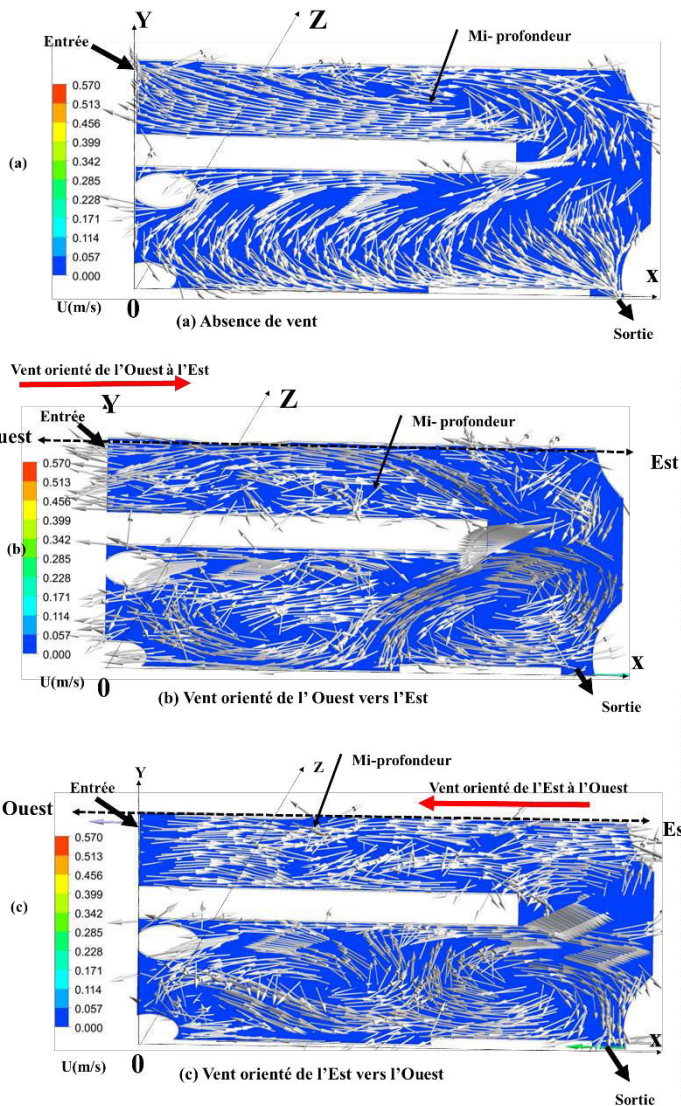 Y
Z
Entrée
Mi- profondeur
0.570
0.513
0.456
0.399
0.342
0.285
0.228
0.171
0.114
0.057
0.000
(a)
U(m/s)
0
X
(a) Absence de vent
Sortie
Vent orienté de l'Ouest à l'Est
Y
Z
Entrée
Mi- profondeur
uest
Est
0.570
0.513
0.456
0.399
0.342
0.285
0.228
0.171
0.114
0.057
0.000
(b)
U(m/s)
0
X
(b) Vent orienté de l' Ouest vers l'Est
Sortie
Mi-profondeur
Y
Z
Entrée
Vent orienté de l'Est à l'Ouest
Ouest
Es
0.570
0.513
0.456
0.399
0.342
0.285
0.228
0.171
0.114
0.057
0.000
(c)
U(m/s)
0
X
(c) Vent orienté de l'Est vers l'Ouest
Sortie